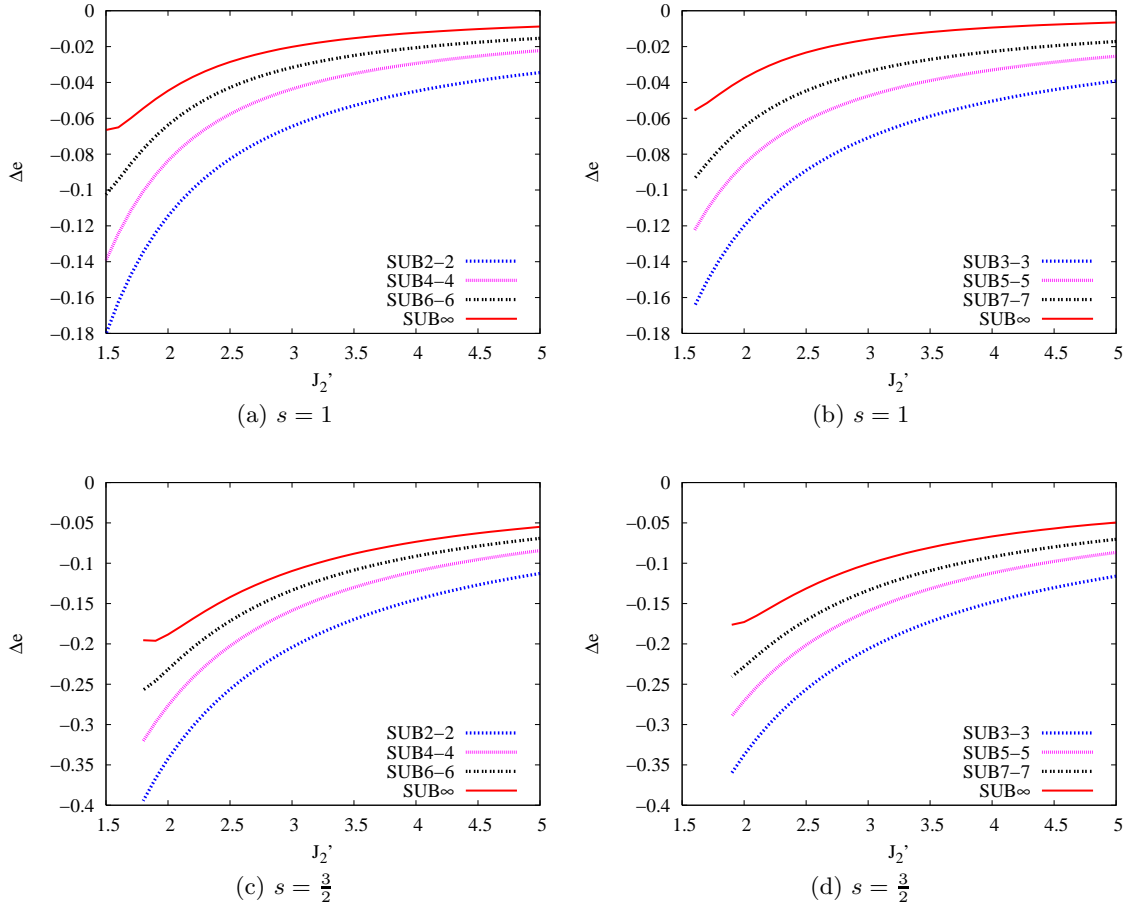 0
−0.02
−0.04
−0.06
−0.08
−0.1
−0.12
−0.14
−0.16
−0.18
Δe
SUB2−2
SUB4−4
SUB6−6
SUB∞
1.5 2 2.5 3 3.5 4 4.5 5
J2’
(a) s = 1
0
−0.02
−0.04
−0.06
−0.08
−0.1
−0.12
−0.14
−0.16
−0.18
Δe
SUB3−3
SUB5−5
SUB7−7
SUB∞
1.5 2 2.5 3 3.5 4 4.5 5
J2’
(b) s = 1
0
−0.05
−0.1
−0.15
−0.2
−0.25
−0.3
−0.35
−0.4
Δe
SUB2−2
SUB4−4
SUB6−6
SUB∞
1.5 2 2.5 3 3.5 4 4.5 5
J2’
(c) s = 3/2
0
−0.05
−0.1
−0.15
−0.2
−0.25
−0.3
−0.35
−0.4
Δe
SUB3−3
SUB5−5
SUB7−7
SUB∞
1.5 2 2.5 3 3.5 4 4.5 5
J2’
(d) s = 3/2